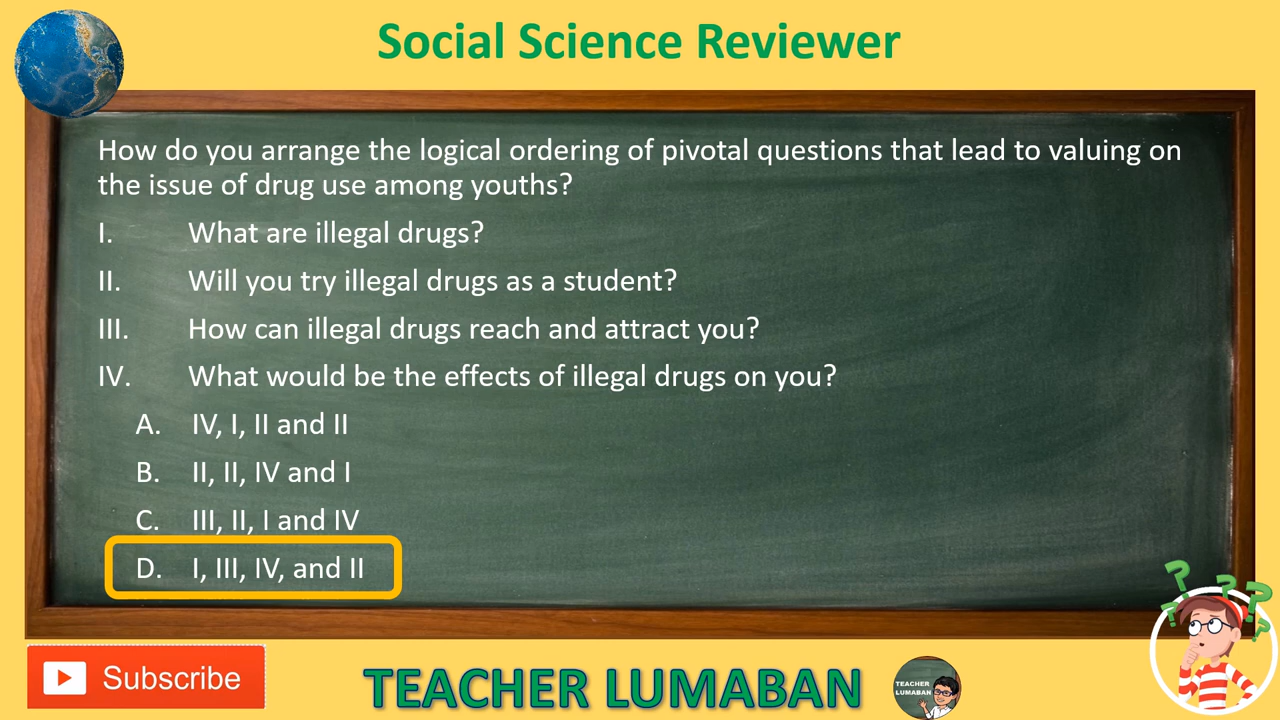 Social Science Reviewer
How do you arrange the logical ordering of pivotal questions that lead to valuing on
the issue of drug use among youths?
I. What are illegal drugs?
II. Will you try illegal drugs as a student?
III. How can illegal drugs reach and attract you?
IV. What would be the effects of illegal drugs on you?
A. IV, I, II and II
B. II, II, IV and I
C. III, II, I and IV
D. I, III, IV, and II
Subscribe
TEACHER LUMABAN
TEACHER
LUMABAN